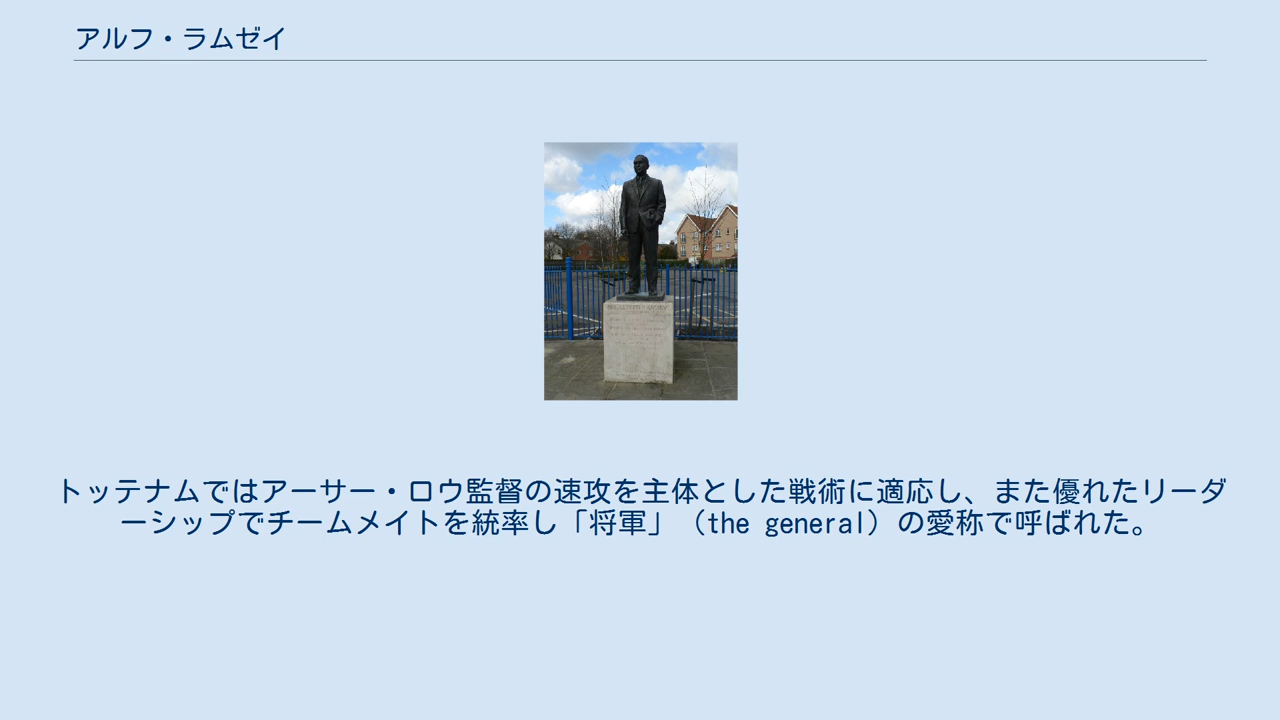 アルフ・ラムゼイ
トッテナムではアーサー・ロウ監督の速攻を主体とした戦術に適応し、また優れたリーダ
ーシップでチームメイトを統率し「将軍」（the general）の愛称で呼ばれた。